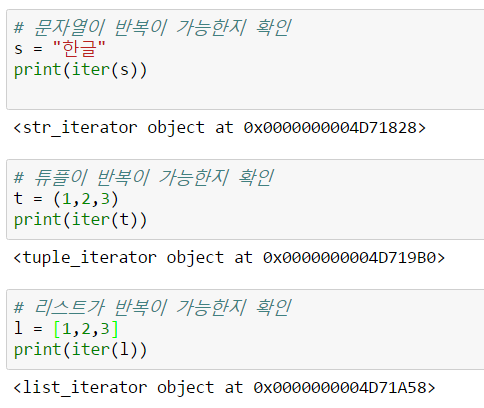 # 문자열이 반복이 가능한지 확인
s = "한글"
print(iter(s))
<str_iterator object at 0x0000000004D71828>
# 튜플이 반복이 가능한지 확인
t = (1,2,3)
print(iter(t))
<tuple_iterator object at 0x0000000004D719B0>
# 리스트가 반복이 가능한지 확인
l = [1,2,3]
print(iter(l))
<list_iterator object at 0x0000000004D71A58>